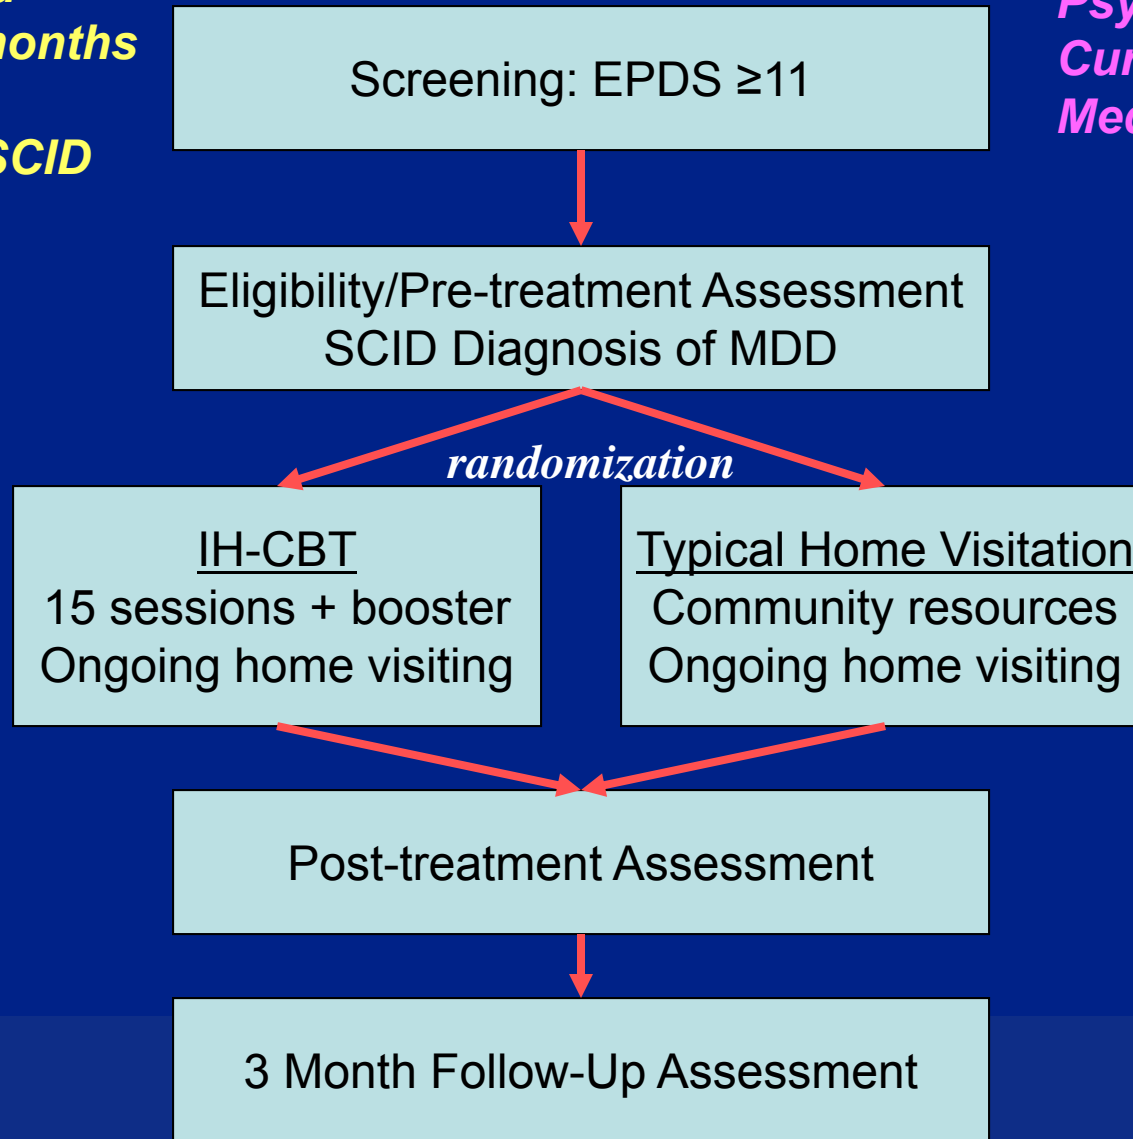 SCID
Screening: EPDS ≥11
Eligibility/Pre-treatment Assessment
SCID Diagnosis of MDD
randomization
IH-CBT
15 sessions + booster
Ongoing home visiting
Typical Home Visitation
Community resources
Ongoing home visiting
Post-treatment Assessment
3 Month Follow-Up Assessment